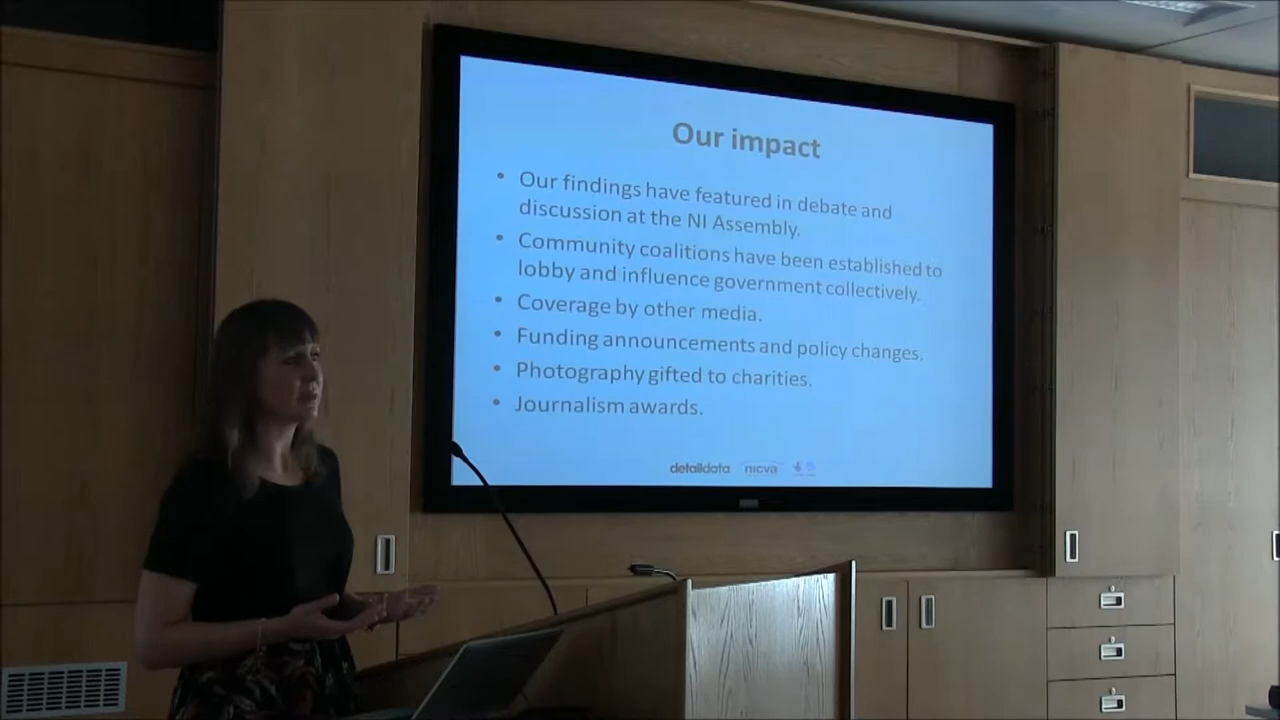 Our impact
• Our findings have featured in debate and
discussion at the NI Assembly.
• Community coalitions have been established to
lobby and influence government collectively.
• Coverage by other media.
• Funding announcements and policy changes.
• Photography gifted to charities.
• Journalism awards.
detaildata nicva